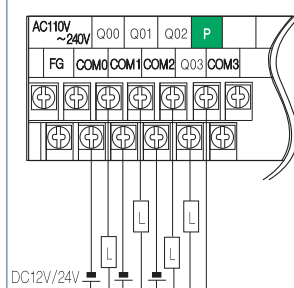 AC110V Q00 Q01 Q02 P
~240V
FG COM0 COM1 COM2 Q03 COM3
L L
L L
DC12V/24V